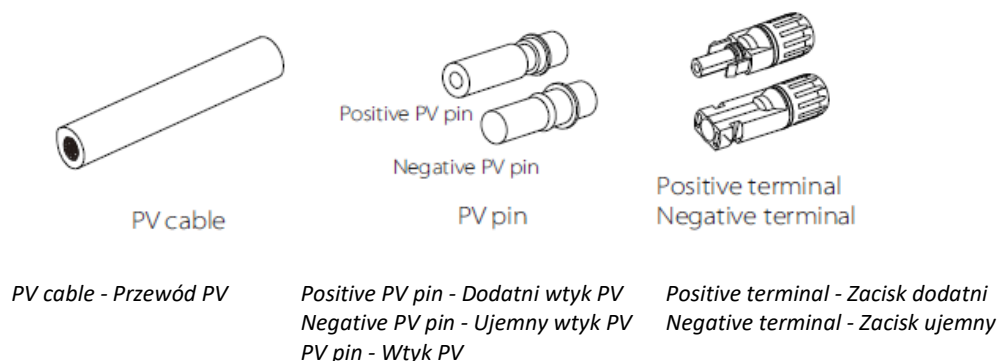 Positive PV pin
Negative PV pin
PV cable
PV pin
Positive terminal
Negative terminal
PV cable - Przewód PV
Positive PV pin - Dodatni wtyk PV
Negative PV pin - Ujemny wtyk PV
PV pin - Wtyk PV
Positive terminal - Zacisk dodatni
Negative terminal - Zacisk ujemny